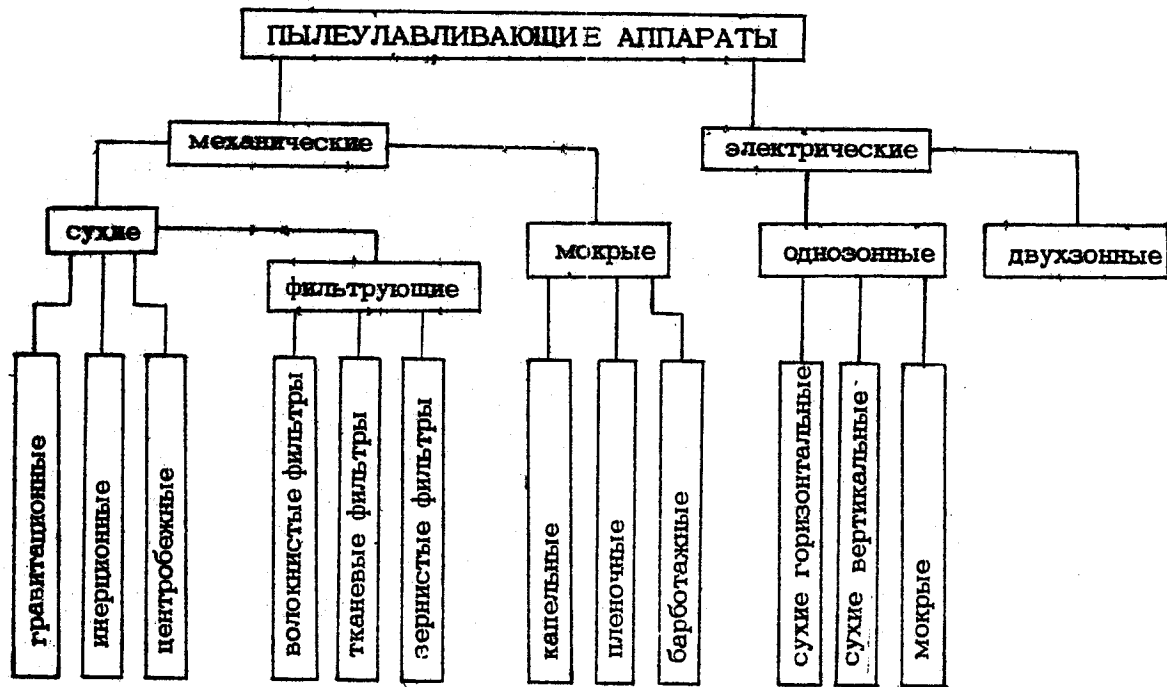 ПЫЛЕУЛАВЛИВАЮЩИЕ АППАРАТЫ
механические
электрические
сухие
мокрые
однозонные
двухзонные
фильтрующие
гравитационные
инерционные
центробежные
волокнистые фильтры
тканевые фильтры
зернистые фильтры
капельные
пленочные
барботажные
сухие горизонтальные
сухие вертикальные
мокрые